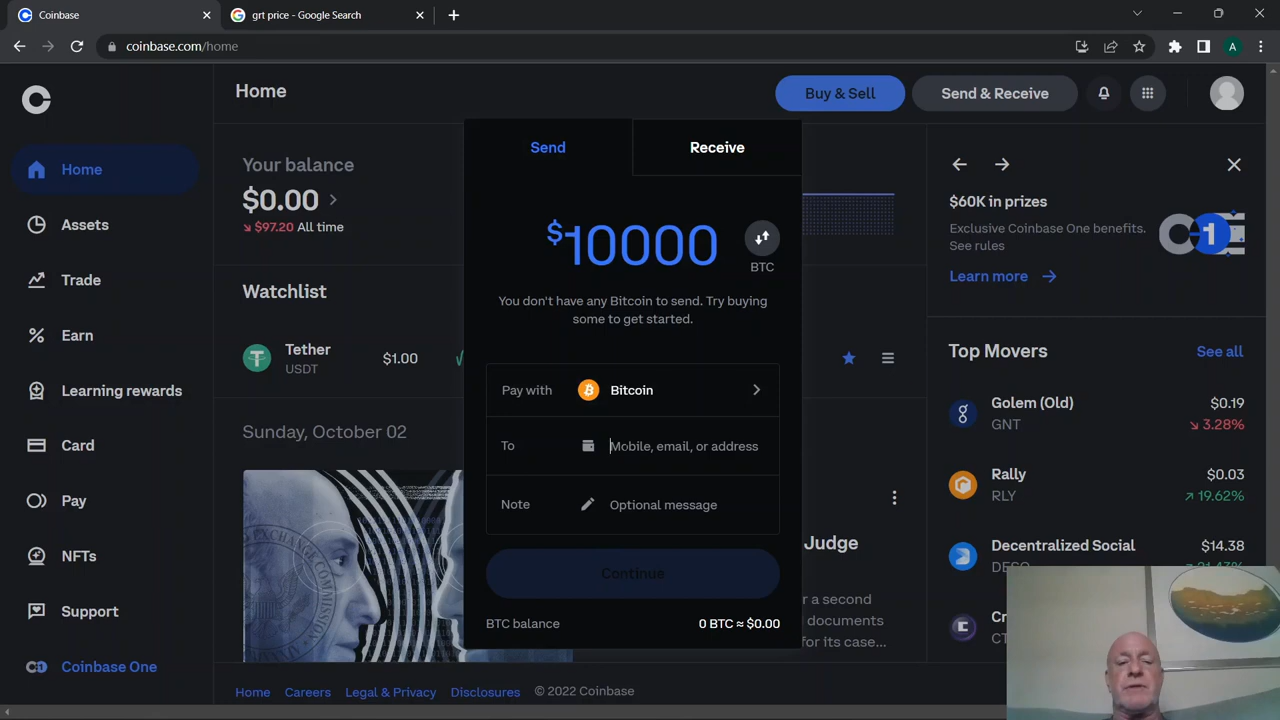 Coinbase
grt price - Google Search
coinbase.com/home
A
Home
Buy & Sell
Send & Receive
Home
Assets
Trade
Earn
Learning rewards
Card
Pay
NFTs
Support
Coinbase One
Your balance
$0.00
$97.20 All time
Watchlist
Tether
USDT
$1.00
Sunday, October 02
Judge
r a second
documents
for its case...
Send
Receive
$10000
BTC
You don't have any Bitcoin to send. Try buying
some to get started.
Pay with
Bitcoin
To
Mobile, email, or address
Note
Optional message
Continue
BTC balance
0 BTC ≈ $0.00
$60K in prizes
Exclusive Coinbase One benefits.
See rules
Learn more
Top Movers
See all
Golem (Old)
$0.19
GNT
3.28%
Rally
$0.03
RLY
19.62%
Decentralized Social
$14.38
Home
Careers
Legal & Privacy
Disclosures
© 2022 Coinbase